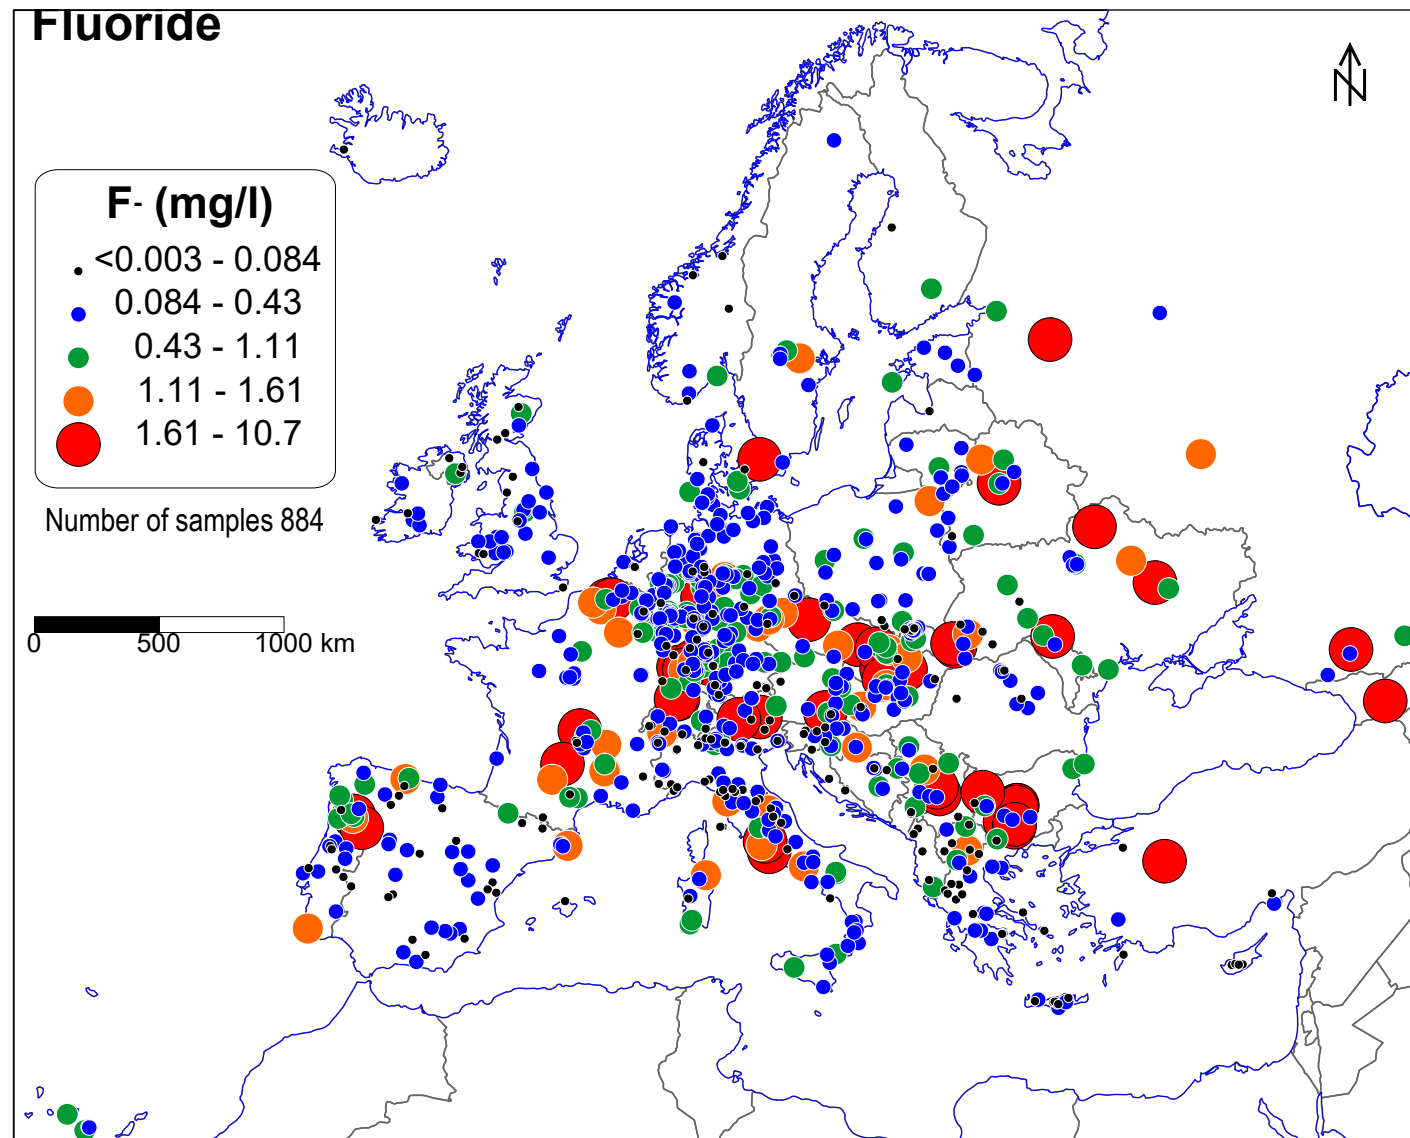 Fluoride
N
F- (mg/l)
<0.003 - 0.084
0.084 - 0.43
0.43 - 1.11
1.11 - 1.61
1.61 - 10.7
Number of samples 884
0 500 1000 km